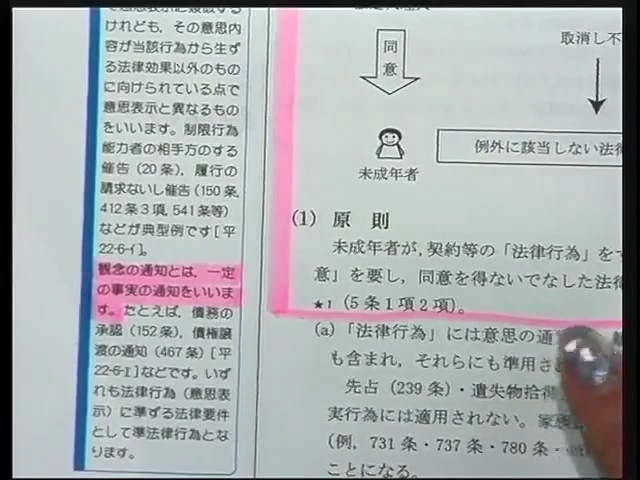 けれども，その意思内
容が当該行為から生ず
る法律効果以外のもの
に向けられている点で
意思表示と異なるもの
をいいます。制限行為
能力者の相手方のする
催告（20条），履行の
請求ないし催告（150条，
412条3項，541条等）
などが典型例です［平
22-6-イ］。
観念の通知とは，一定
の事実の通知をいいま
す。たとえば，債務の
承認（152条），債権譲
渡の通知（467条）［平
22-6-エ］などです。いず
れも法律行為（意思表
示）に準ずる法律要件
として準法律行為とな
ります。
同意
取消し不
未成年者
例外に該当しない法
(1) 原則
未成年者が，契約等の「法律行為」をす
意」を要し，同意を得ないでなした法
★1（5条1項2項）。
(a)「法律行為」には意思の通
も含まれ，それらにも準用さ
先占（239条）・遺失物拾得
実行為には適用されない。
（例，731条・737条・780条・
ことになる。